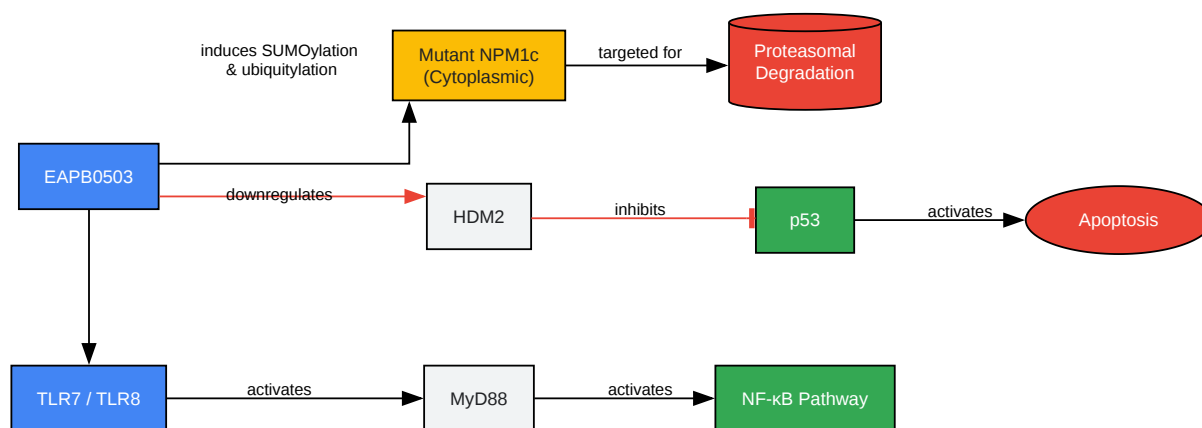 induces SUMOylation
& ubiquitylation
Mutant NPM1c
(Cytoplasmic)
targeted for
Proteasomal
Degradation
EAPB0503
downregulates
HDM2
inhibits
p53
activates
Apoptosis
TLR7 / TLR8
activates
MyD88
activates
NF-κB Pathway